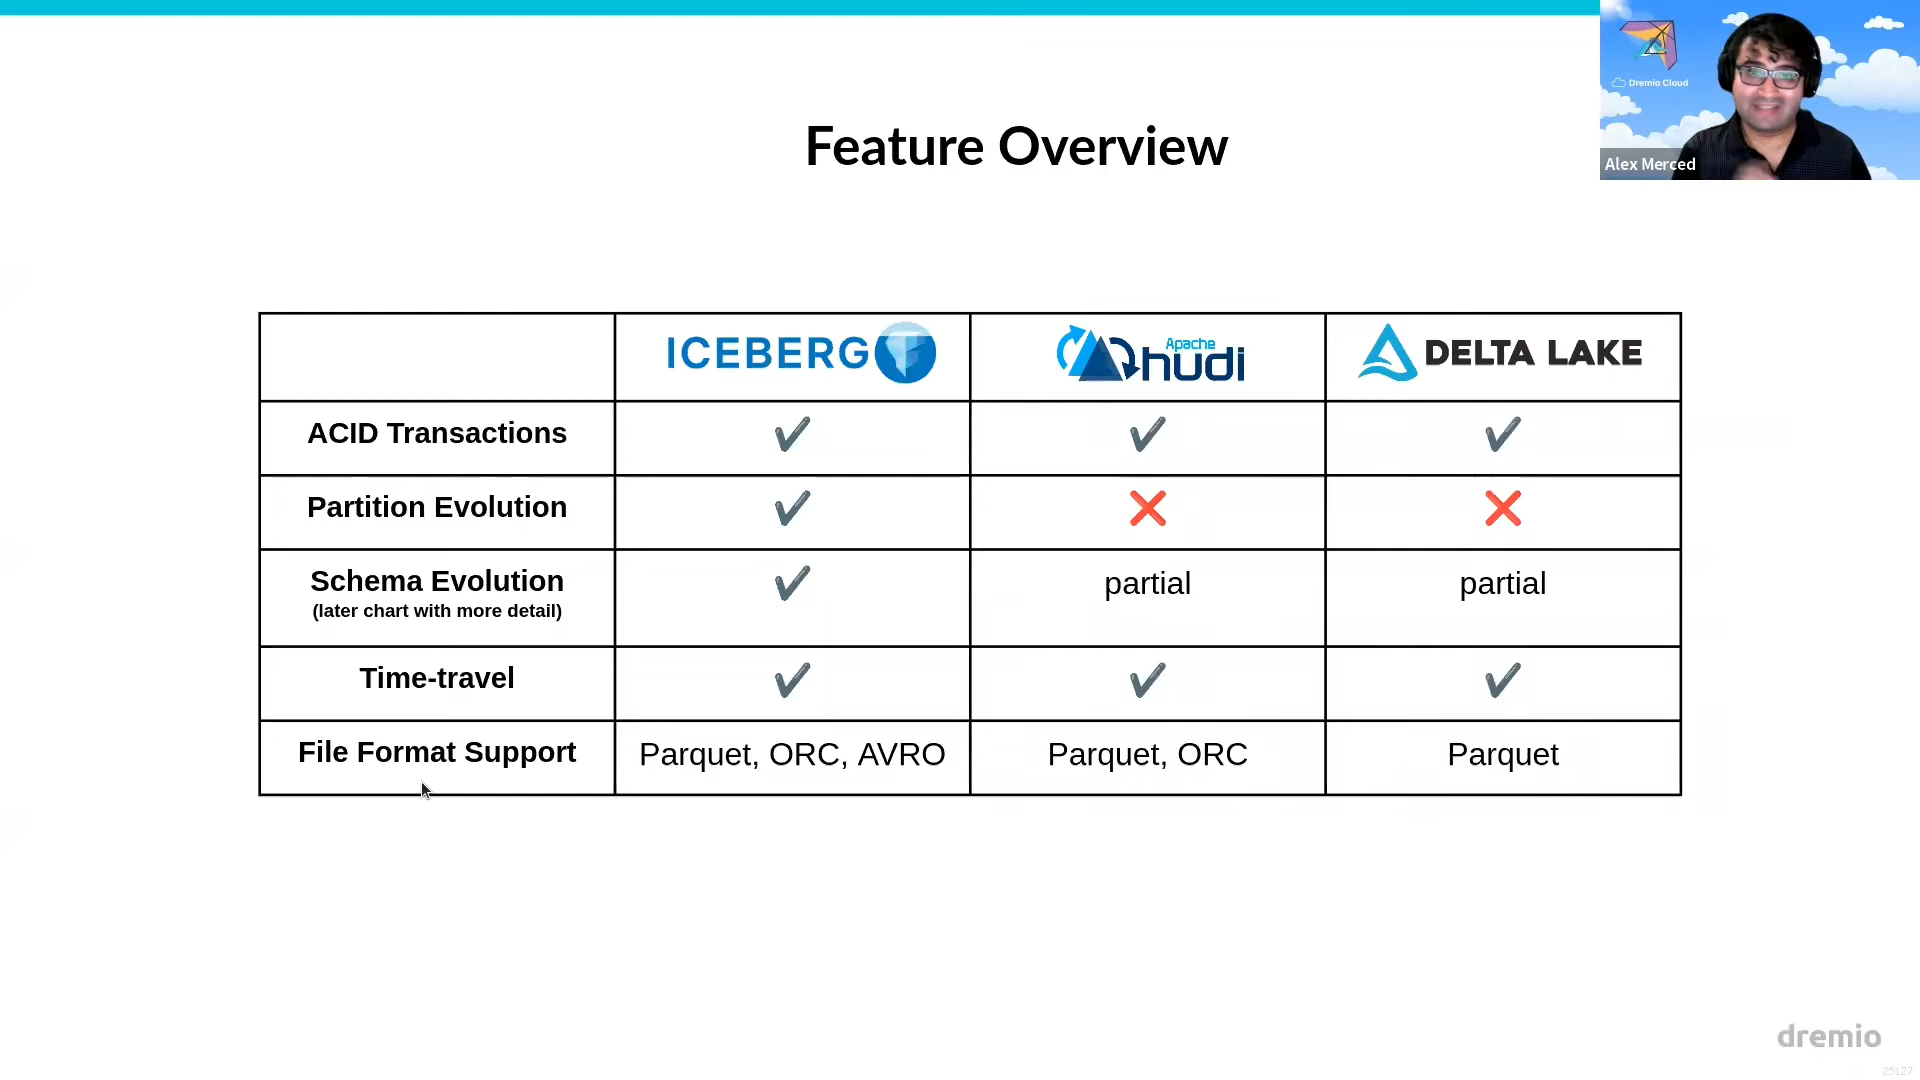 Dremio Cloud
Alex Merced
Feature Overview
ICEBERG
Apache
hudi
DELTA LAKE
ACID Transactions ✔ ✔ ✔
Partition Evolution ✔ ❌ ❌
Schema Evolution ✔ partial partial
(later chart with more detail)
Time-travel ✔ ✔ ✔
File Format Support Parquet, ORC, AVRO Parquet, ORC Parquet
dremio
25127